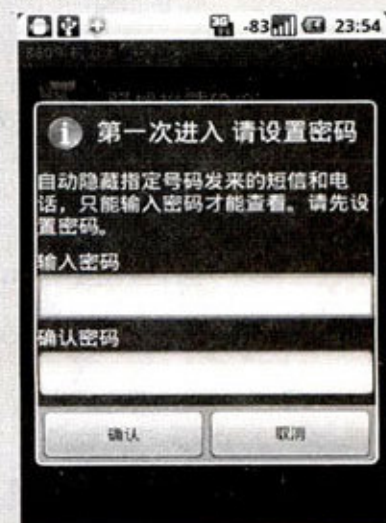 3G -83 44 23:54
第一次进入 请设置密码
自动隐藏指定号码发来的短信和电
话，只能输入密码才能查看。请先设
置密码。
输入密码
确认密码
确认 取消